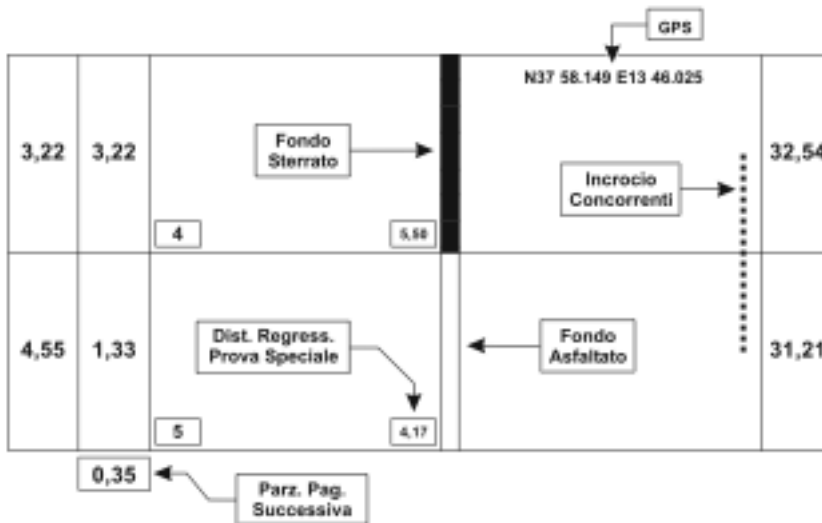 GPS
N37 58.149 E13 46.025
3,22
3,22
Fondo
Sterrato
Incrocio
Concorrenti
32,54
4
5,50
4,55
1,33
Dist. Regress.
Prova Speciale
Fondo
Asfaltato
31,21
5
4,17
0,35
Parz. Pag.
Successiva